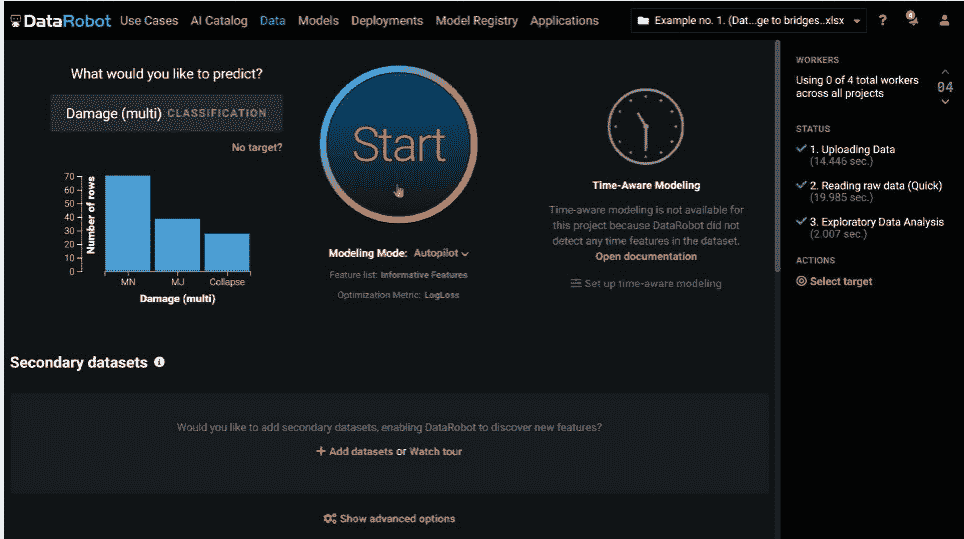 DataRobot Use Cases AI Catalog Data Models Deployments Model Registry Applications Example no. 1. (Dat...ge to bridges..xlsx ? 6
What would you like to predict?
Damage (multi) CLASSIFICATION
No target?
Number of rows
70
60
50
40
30
20
10
0
MN MJ Collapse
Damage (multi)
Start
Modeling Mode: Autopilot
Feature list: Informative Features
Optimization Metric: LogLoss
Time-Aware Modeling
Time-aware modeling is not available for
this project because DataRobot did not
detect any time features in the dataset.
Open documentation
Set up time-aware modeling
WORKERS
Using 0 of 4 total workers
across all projects
04
STATUS
1. Uploading Data
(14.446 sec.)
2. Reading raw data (Quick)
(19.985 sec.)
3. Exploratory Data Analysis
(2.007 sec.)
ACTIONS
Select target
Secondary datasets
Would you like to add secondary datasets, enabling DataRobot to discover new features?
+ Add datasets or Watch tour
Show advanced options